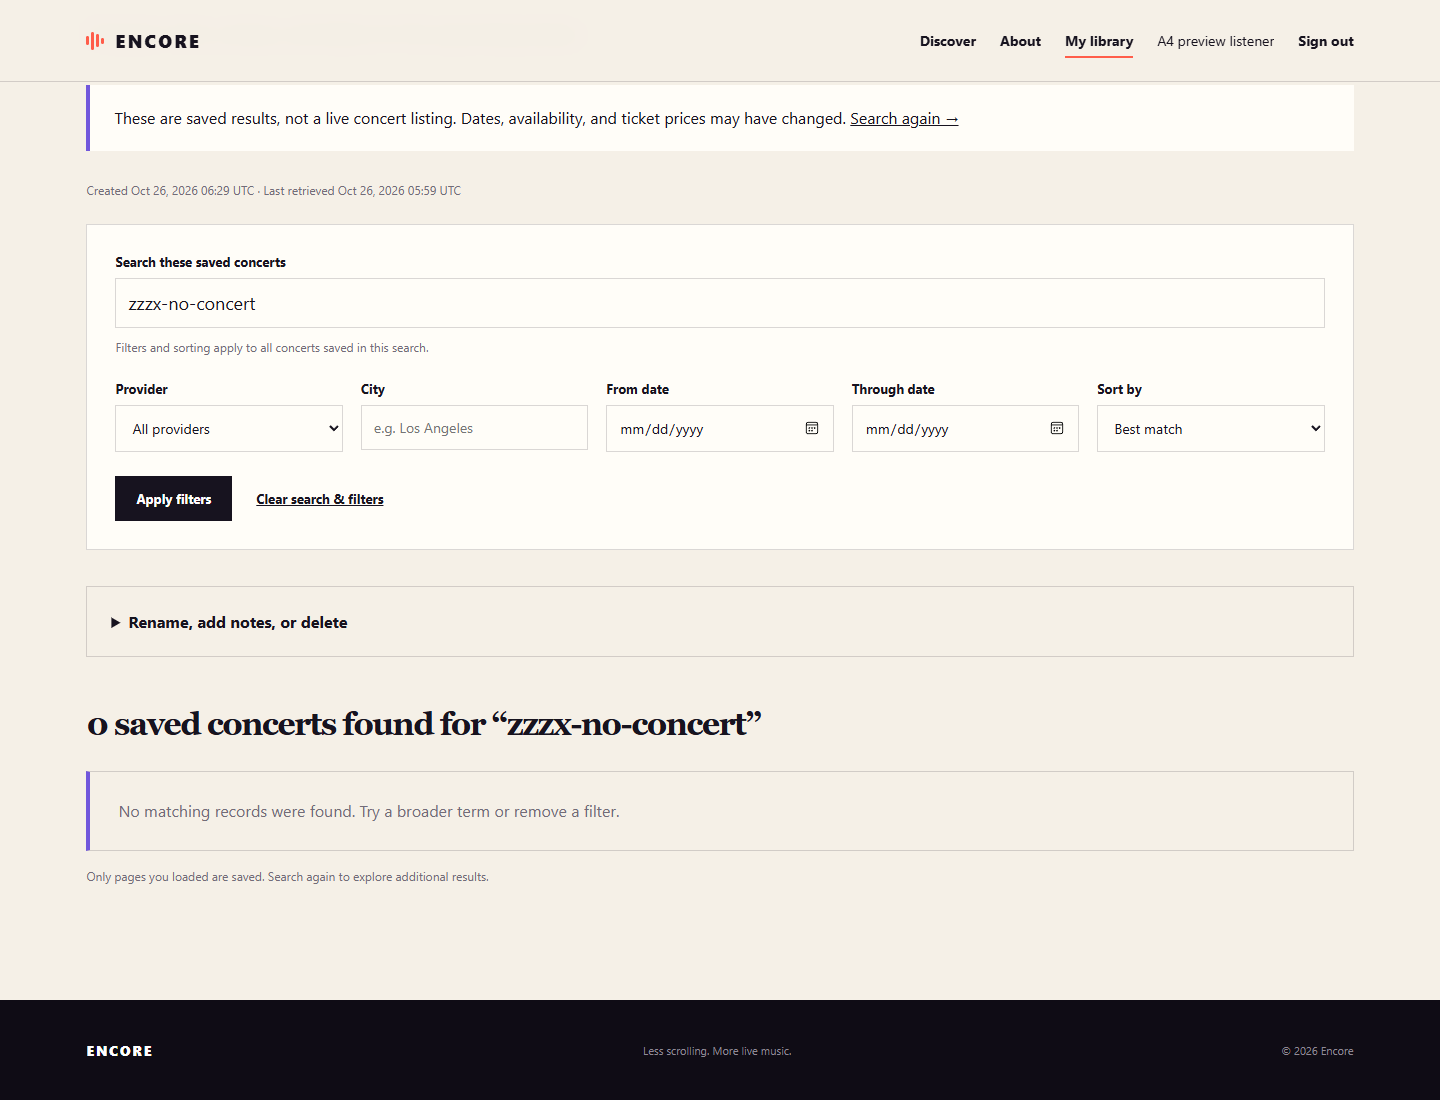 ENCORE
Discover About My library A4 preview listener Sign out
These are saved results, not a live concert listing. Dates, availability, and ticket prices may have changed. Search again →
Created Oct 26, 2026 06:29 UTC · Last retrieved Oct 26, 2026 05:59 UTC
Search these saved concerts
zzzx-no-concert
Filters and sorting apply to all concerts saved in this search.
Provider City From date Through date Sort by
All providers e.g. Los Angeles mm/dd/yyyy mm/dd/yyyy Best match
Apply filters Clear search & filters
Rename, add notes, or delete
0 saved concerts found for “zzzx-no-concert”
No matching records were found. Try a broader term or remove a filter.
Only pages you loaded are saved. Search again to explore additional results.
ENCORE Less scrolling. More live music. © 2026 Encore